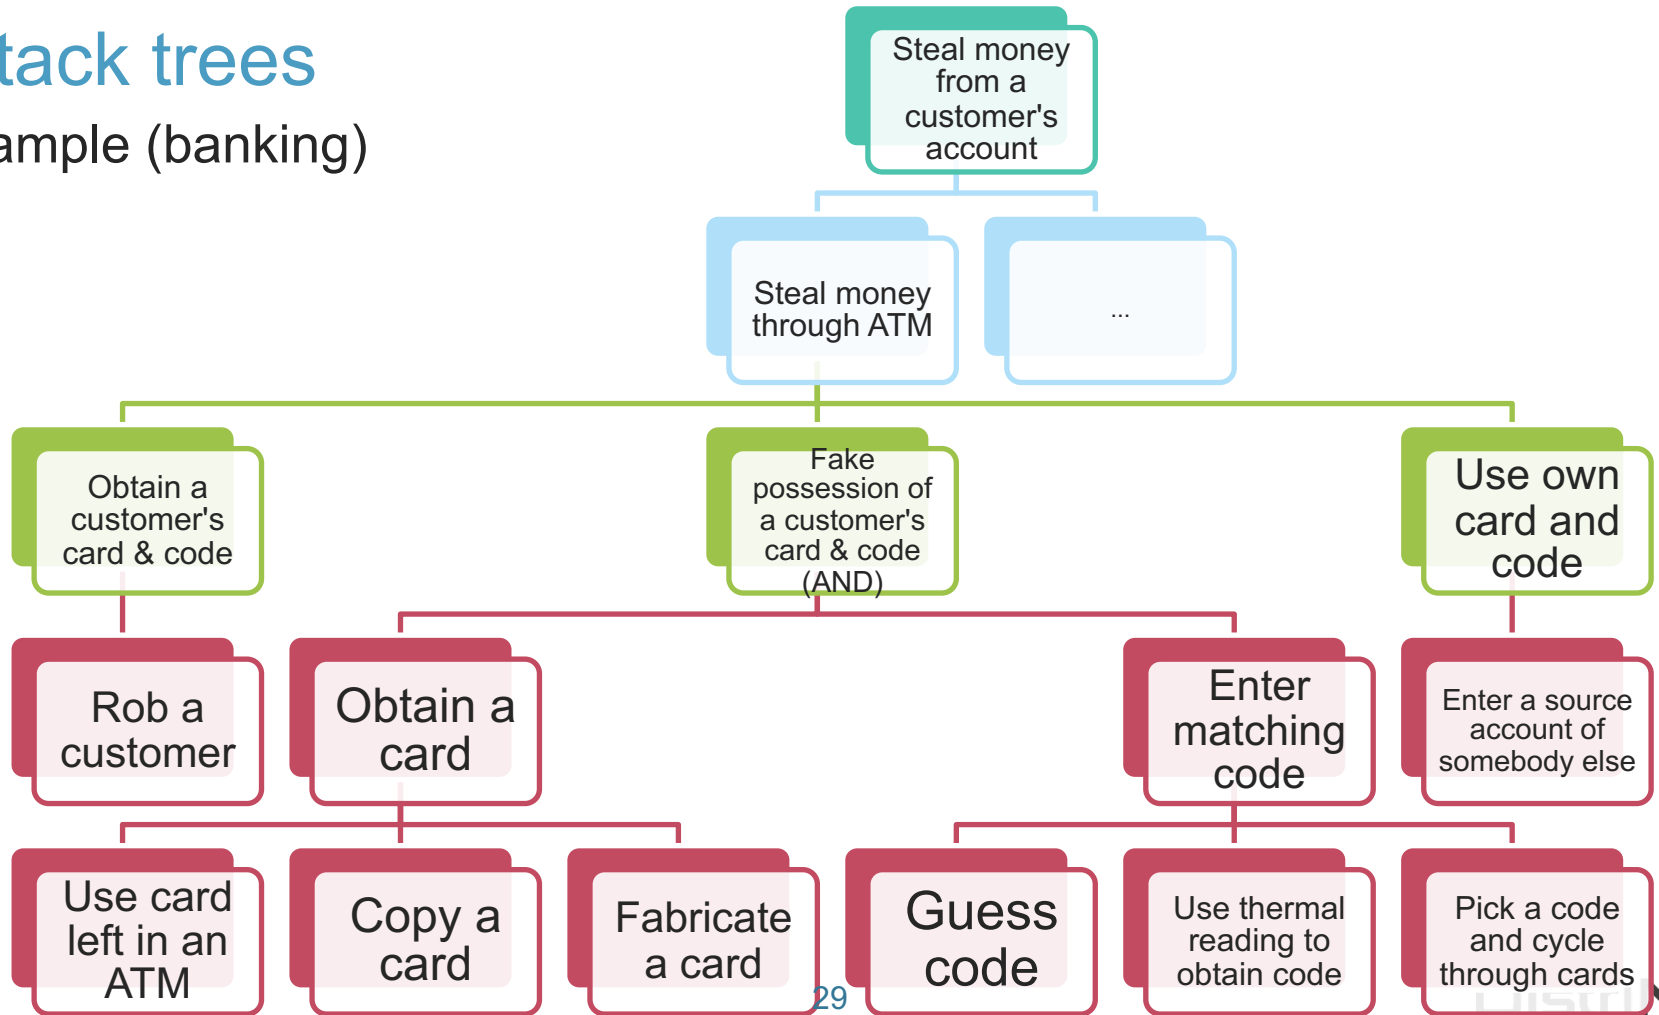 tack trees
ample (banking)
Steal money
from a
customer's
account
Steal money
through ATM
...
Obtain a
customer's
card & code
Fake
possession of
a customer's
card & code
(AND)
Use own
card and
code
Rob a
customer
Obtain a
card
Enter
matching
code
Enter a source
account of
somebody else
Use card
left in an
ATM
Copy a
card
Fabricate
a card
Guess
code
Use thermal
reading to
obtain code
Pick a code
and cycle
through cards
29